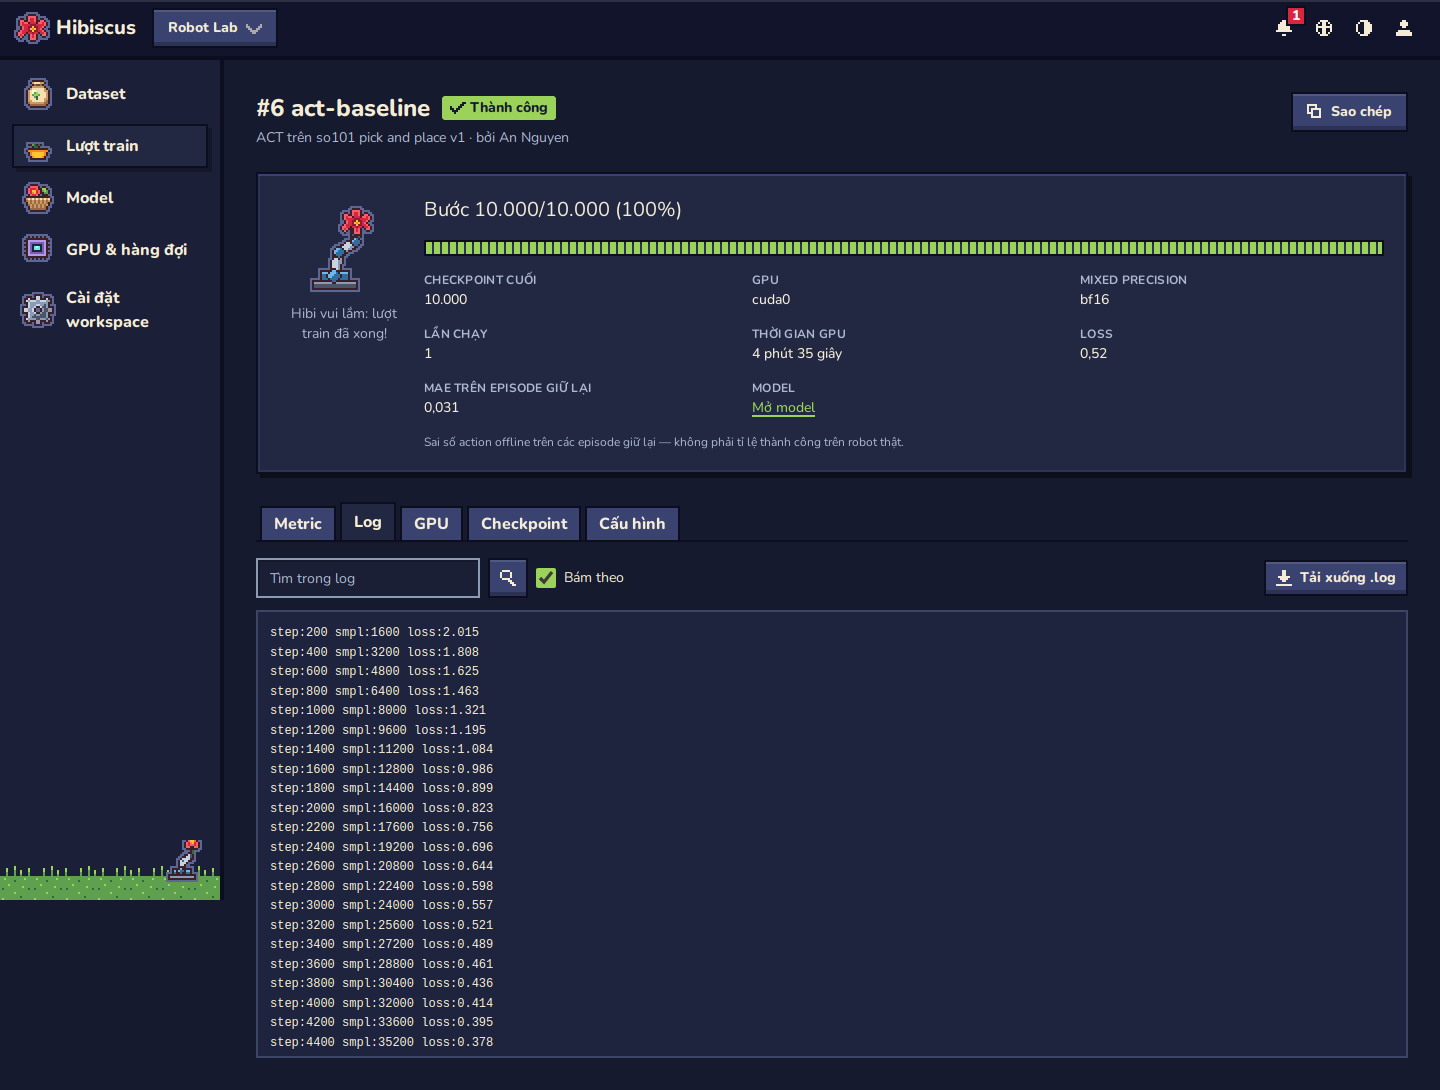 Hibiscus
Robot Lab
1
Dataset
Lượt train
Model
GPU & hàng đợi
Cài đặt
workspace
#6 act-baseline
Thành công
Sao chép
ACT trên so101 pick and place v1 · bởi An Nguyen
Bước 10.000/10.000 (100%)
Hibi vui lắm: lượt
train đã xong!
CHECKPOINT CUỐI
10.000
GPU
cuda0
MIXED PRECISION
bf16
LẦN CHẠY
1
THỜI GIAN GPU
4 phút 35 giây
LOSS
0,52
MAE TRÊN EPISODE GIỮ LẠI
0,031
MODEL
Mở model
Sai số action offline trên các episode giữ lại — không phải tỉ lệ thành công trên robot thật.
Metric
Log
GPU
Checkpoint
Cấu hình
Tìm trong log
Bám theo
Tải xuống .log
step:200 smpl:1600 loss:2.015
step:400 smpl:3200 loss:1.808
step:600 smpl:4800 loss:1.625
step:800 smpl:6400 loss:1.463
step:1000 smpl:8000 loss:1.321
step:1200 smpl:9600 loss:1.195
step:1400 smpl:11200 loss:1.084
step:1600 smpl:12800 loss:0.986
step:1800 smpl:14400 loss:0.899
step:2000 smpl:16000 loss:0.823
step:2200 smpl:17600 loss:0.756
step:2400 smpl:19200 loss:0.696
step:2600 smpl:20800 loss:0.644
step:2800 smpl:22400 loss:0.598
step:3000 smpl:24000 loss:0.557
step:3200 smpl:25600 loss:0.521
step:3400 smpl:27200 loss:0.489
step:3600 smpl:28800 loss:0.461
step:3800 smpl:30400 loss:0.436
step:4000 smpl:32000 loss:0.414
step:4200 smpl:33600 loss:0.395
step:4400 smpl:35200 loss:0.378